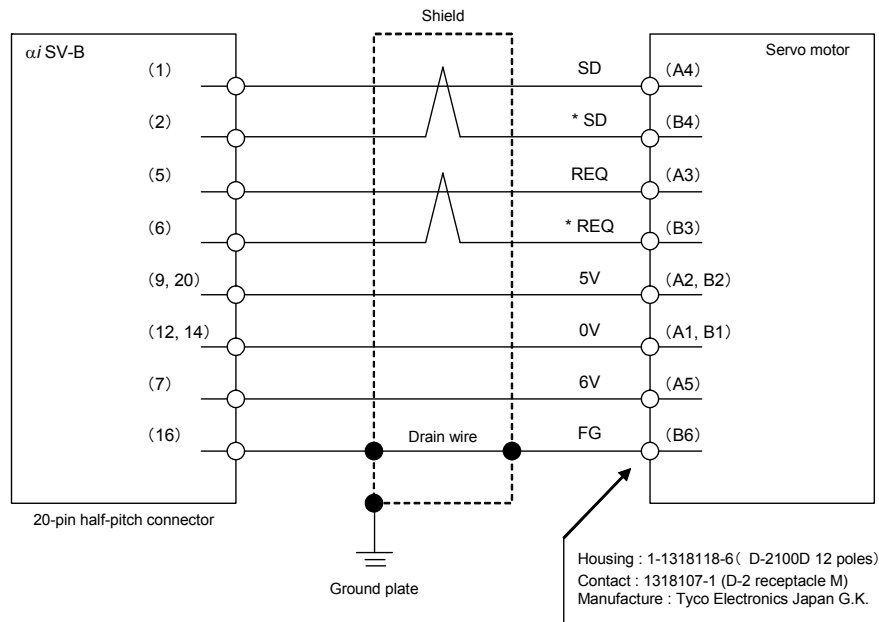 Shield
αi SV-B
Servo motor
(1) SD (A4)
(2) * SD (B4)
(5) REQ (A3)
(6) * REQ (B3)
(9, 20) 5V (A2, B2)
(12, 14) 0V (A1, B1)
(7) 6V (A5)
(16) Drain wire FG (B6)
20-pin half-pitch connector
Ground plate
Housing : 1-1318118-6( D-2100D 12 poles)
Contact : 1318107-1 (D-2 receptacle M)
Manufacture : Tyco Electronics Japan G.K.